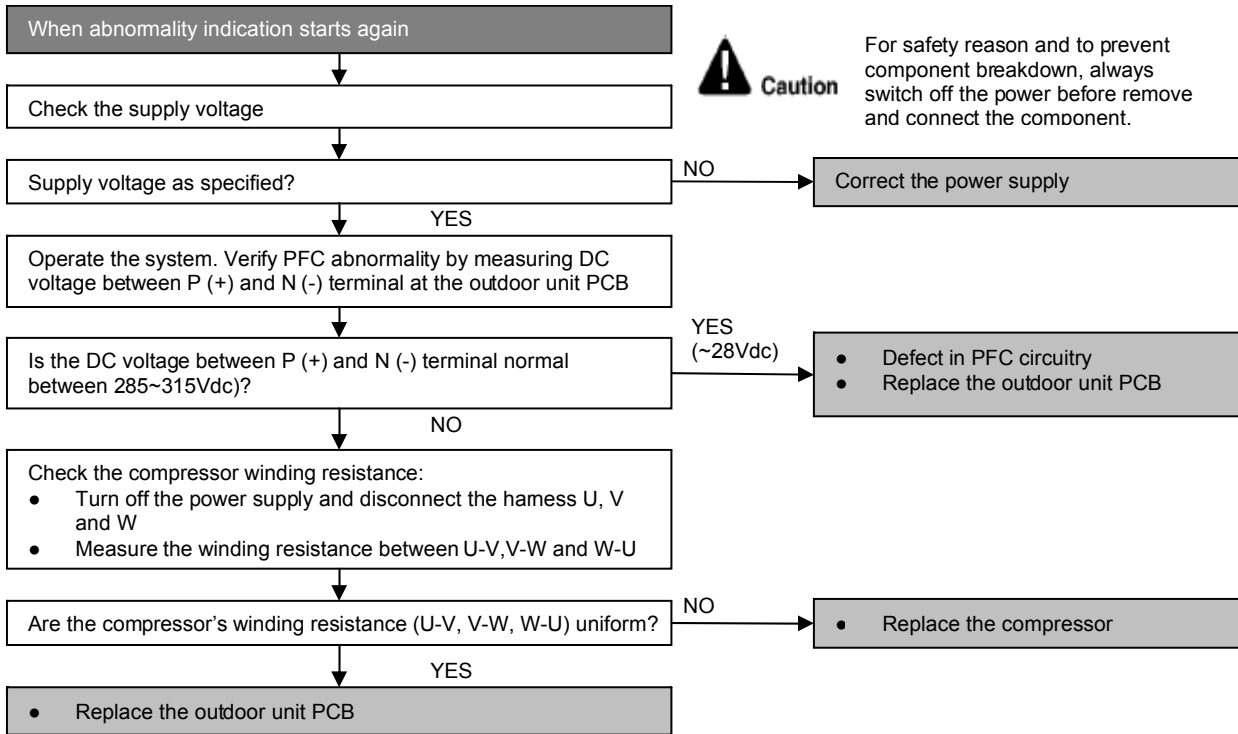 When abnormality indication starts again
Caution
For safety reason and to prevent
component breakdown, always
switch off the power before remove
and connect the component.
Check the supply voltage
Supply voltage as specified?
NO
Correct the power supply
YES
Operate the system. Verify PFC abnormality by measuring DC
voltage between P (+) and N (-) terminal at the outdoor unit PCB
Is the DC voltage between P (+) and N (-) terminal normal
between 285~315Vdc)?
YES
(~28Vdc)
● Defect in PFC circuitry
● Replace the outdoor unit PCB
NO
Check the compressor winding resistance:
● Turn off the power supply and disconnect the harness U, V
and W
● Measure the winding resistance between U-V,V-W and W-U
Are the compressor's winding resistance (U-V, V-W, W-U) uniform?
NO
● Replace the compressor
YES
● Replace the outdoor unit PCB